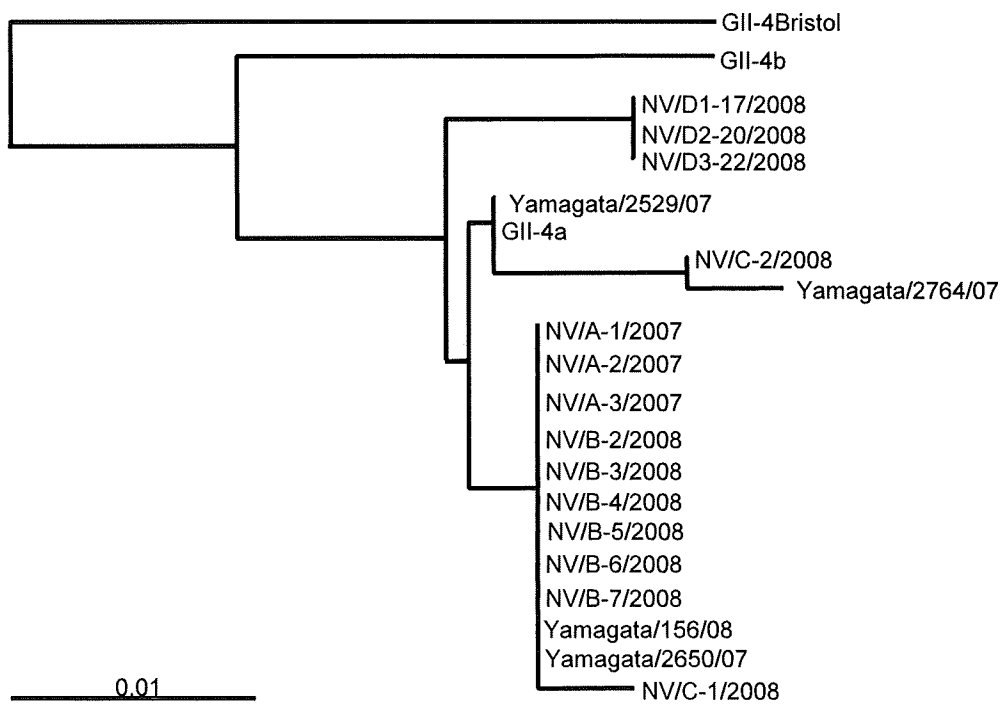 GII-4Bristol
GII-4b
NV/D1-17/2008
NV/D2-20/2008
NV/D3-22/2008
Yamagata/2529/07
GII-4a
NV/C-2/2008
Yamagata/2764/07
NV/A-1/2007
NV/A-2/2007
NV/A-3/2007
NV/B-2/2008
NV/B-3/2008
NV/B-4/2008
NV/B-5/2008
NV/B-6/2008
NV/B-7/2008
Yamagata/156/08
Yamagata/2650/07
NV/C-1/2008
0.01